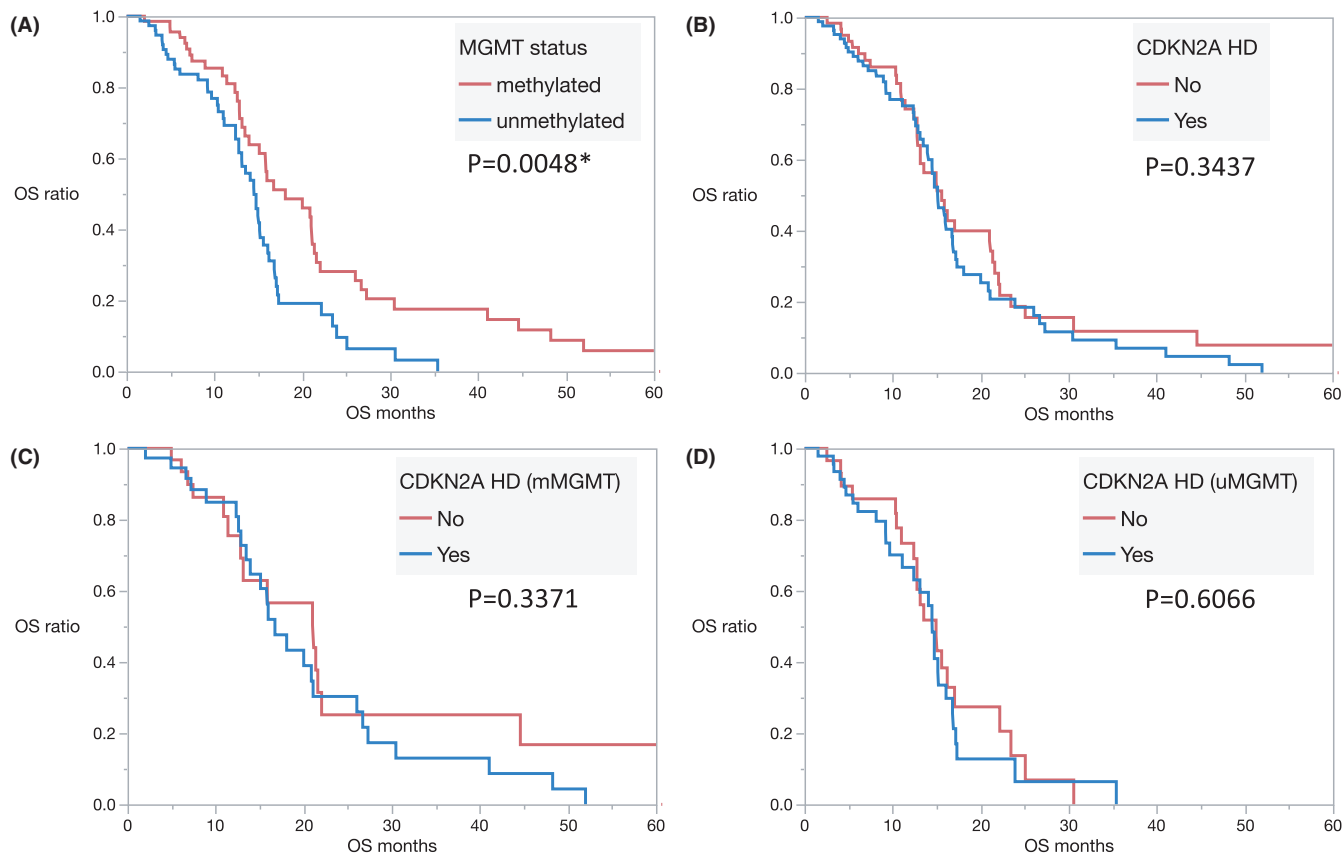 (A)
MGMT status
methylated
unmethylated
P=0.0048*
OS ratio
1.0
0.8
0.6
0.4
0.2
0.0
0 10 20 30 40 50 60
OS months
(B)
CDKN2A HD
No
Yes
P=0.3437
OS ratio
1.0
0.8
0.6
0.4
0.2
0.0
0 10 20 30 40 50 60
OS months
(C)
CDKN2A HD (mMGMT)
No
Yes
P=0.3371
OS ratio
1.0
0.8
0.6
0.4
0.2
0.0
0 10 20 30 40 50 60
OS months
(D)
CDKN2A HD (uMGMT)
No
Yes
P=0.6066
OS ratio
1.0
0.8
0.6
0.4
0.2
0.0
0 10 20 30 40 50 60
OS months